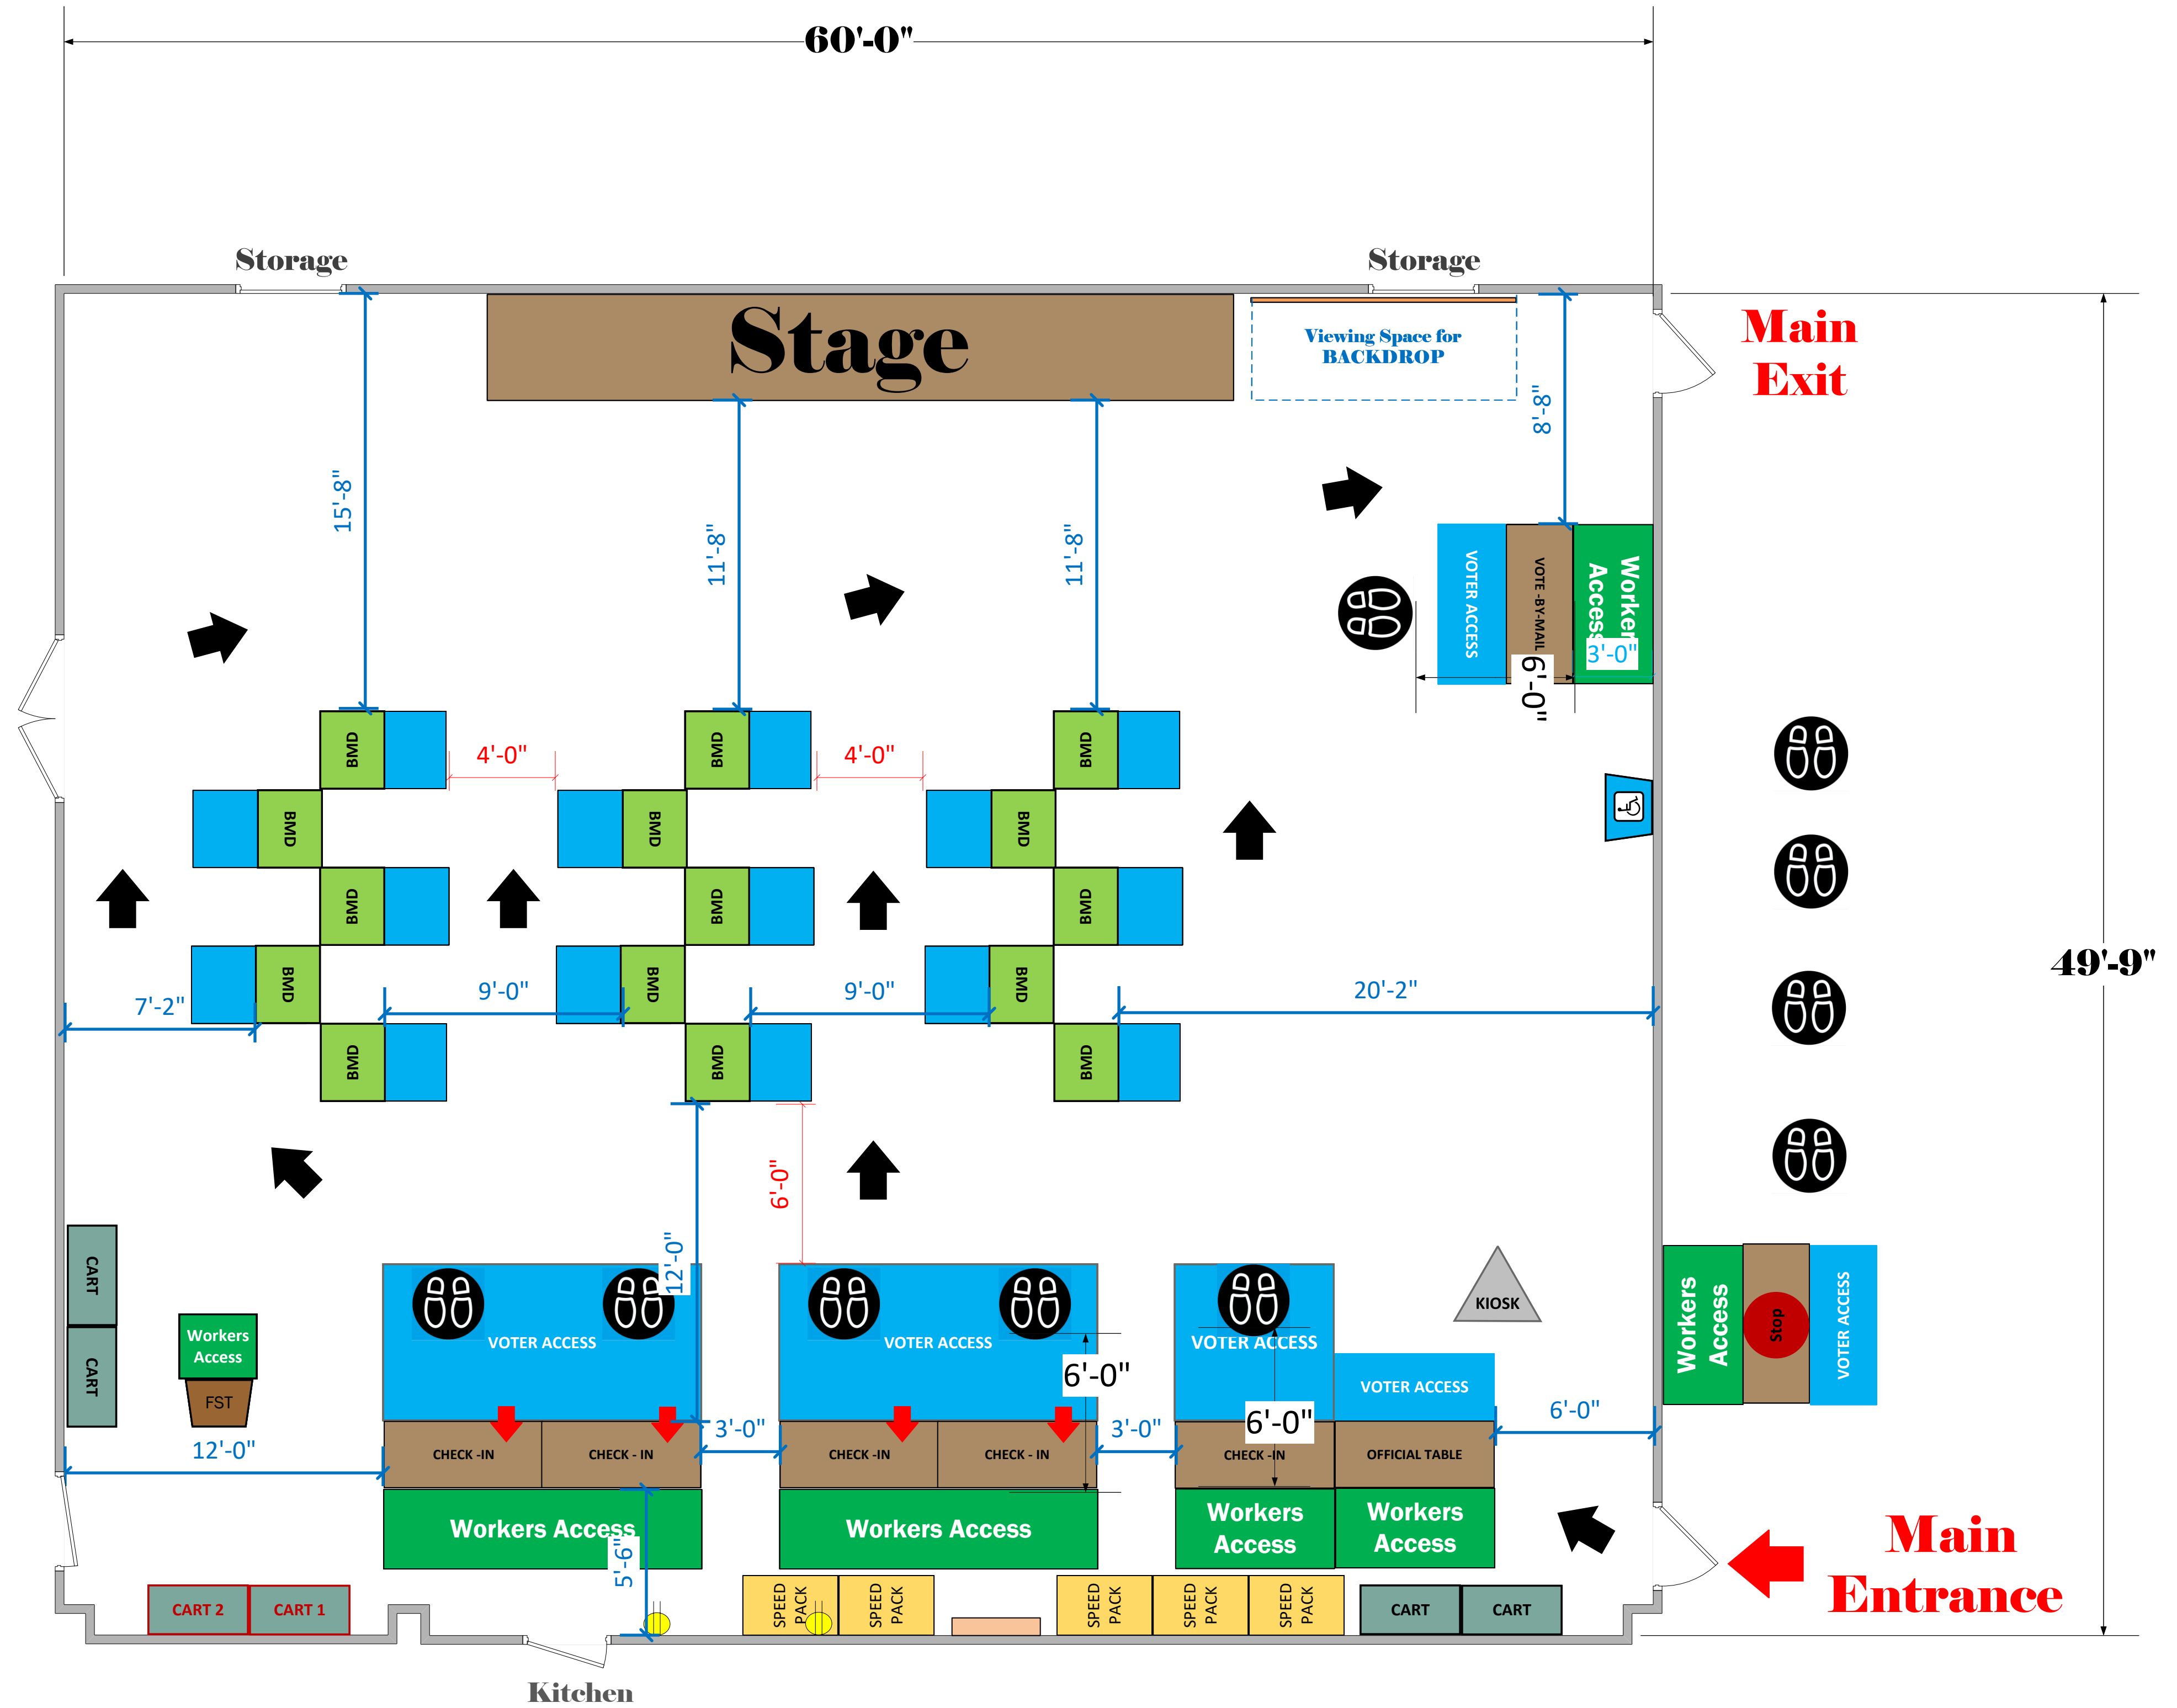 60'-0"
Storage
Storage
Stage
Viewing Space for
BACKDROP
Main
Exit
15'-8"
11'-8"
11'-8"
8'-8"
VOTER ACCESS
VOTE -BY-MAIL
Worker
Access
3'-0"
6'-0"
BMD
4'-0"
BMD
4'-0"
BMD
BMD
BMD
BMD
BMD
BMD
BMD
49'-9"
BMD
BMD
BMD
7'-2"
9'-0"
9'-0"
20'-2"
BMD
BMD
BMD
6'-0"
12'-0"
CART
CART
Workers
Access
FST
VOTER ACCESS
VOTER ACCESS
VOTER ACCESS
KIOSK
Workers
Access
Stop
VOTER ACCESS
6'-0"
6'-0"
VOTER ACCESS
6'-0"
12'-0"
CHECK -IN
CHECK - IN
3'-0"
CHECK -IN
CHECK - IN
3'-0"
CHECK -IN
OFFICIAL TABLE
Workers Access
Workers Access
Workers
Access
Workers
Access
5'-6"
Main
Entrance
CART 2
CART 1
SPEED
PACK
SPEED
PACK
SPEED
PACK
SPEED
PACK
SPEED
PACK
CART
CART
Kitchen